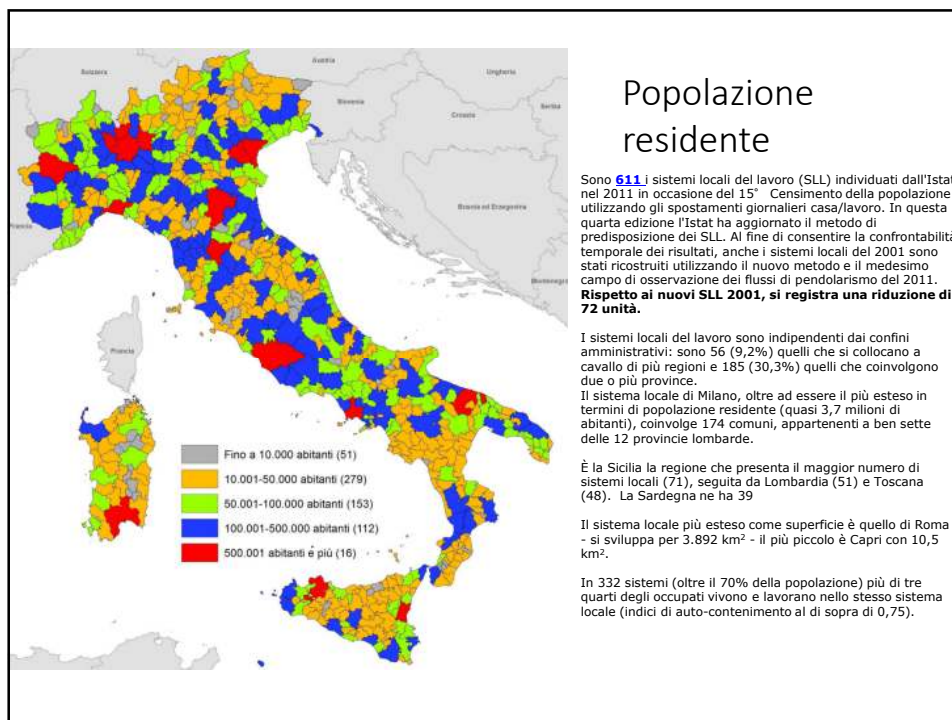 Popolazione
residente
Sono 611 i sistemi locali del lavoro (SLL) individuati dall'Istat
nel 2011 in occasione del 15° Censimento della popolazione
utilizzando gli spostamenti giornalieri casa/lavoro. In questa
quarta edizione l'Istat ha aggiornato il metodo di
predisposizione dei SLL. Al fine di consentire la confrontabilità
temporale dei risultati, anche i sistemi locali del 2001 sono
stati ricostruiti utilizzando il nuovo metodo e il medesimo
campo di osservazione dei flussi di pendolarismo del 2011.
Rispetto ai nuovi SLL 2001, si registra una riduzione di
72 unità.
I sistemi locali del lavoro sono indipendenti dai confini
amministrativi: sono 56 (9,2%) quelli che si collocano a
cavallo di più regioni e 185 (30,3%) quelli che coinvolgono
due o più province.
Il sistema locale di Milano, oltre ad essere il più esteso in
termini di popolazione residente (quasi 3,7 milioni di
abitanti), coinvolge 174 comuni, appartenenti a ben sette
delle 12 provincie lombarde.
È la Sicilia la regione che presenta il maggior numero di
sistemi locali (71), seguita da Lombardia (51) e Toscana
(48). La Sardegna ne ha 39
Il sistema locale più esteso come superficie è quello di Roma
- si sviluppa per 3.892 km² - il più piccolo è Capri con 10,5
km².
In 332 sistemi (oltre il 70% della popolazione) più di tre
quarti degli occupati vivono e lavorano nello stesso sistema
locale (indici di auto-contenimento al di sopra di 0,75).
Austria
Svizzera
Ungheria
Slovenia
Croazia
Serbia
Bosnia ed Erzegovina
Francia
Montenegro
Francia
Fino a 10.000 abitanti (51)
10.001-50.000 abitanti (279)
50.001-100.000 abitanti (153)
100.001-500.000 abitanti (112)
500.001 abitanti e più (16)